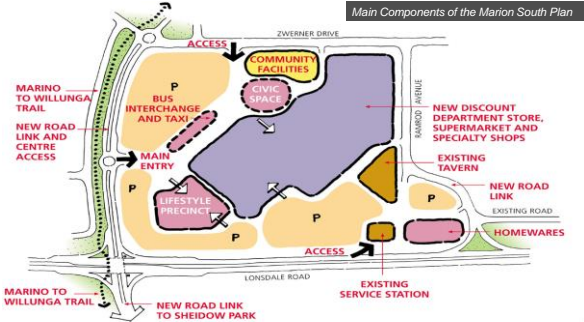 Main Components of the Marion South Plan
ZWERNER DRIVE
ACCESS
COMMUNITY
FACILITIES
P
MARINO
TO WILLUNGA
TRAIL
BUS
INTERCHANGE
AND TAXI
CIVIC
SPACE
RAMROD AVENUE
NEW DISCOUNT
DEPARTMENT STORE,
SUPERMARKET AND
SPECIALTY SHOPS
NEW ROAD
LINK AND
CENTRE
ACCESS
MAIN
ENTRY
EXISTING
TAVERN
NEW ROAD
LINK
P
LIFESTYLE
PRECINCT
P
P
EXISTING ROAD
P
HOMEWARES
ACCESS
LONSDALE ROAD
EXISTING
SERVICE STATION
MARINO TO
WILLUNGA TRAIL
NEW ROAD LINK
TO SHEIDOW PARK